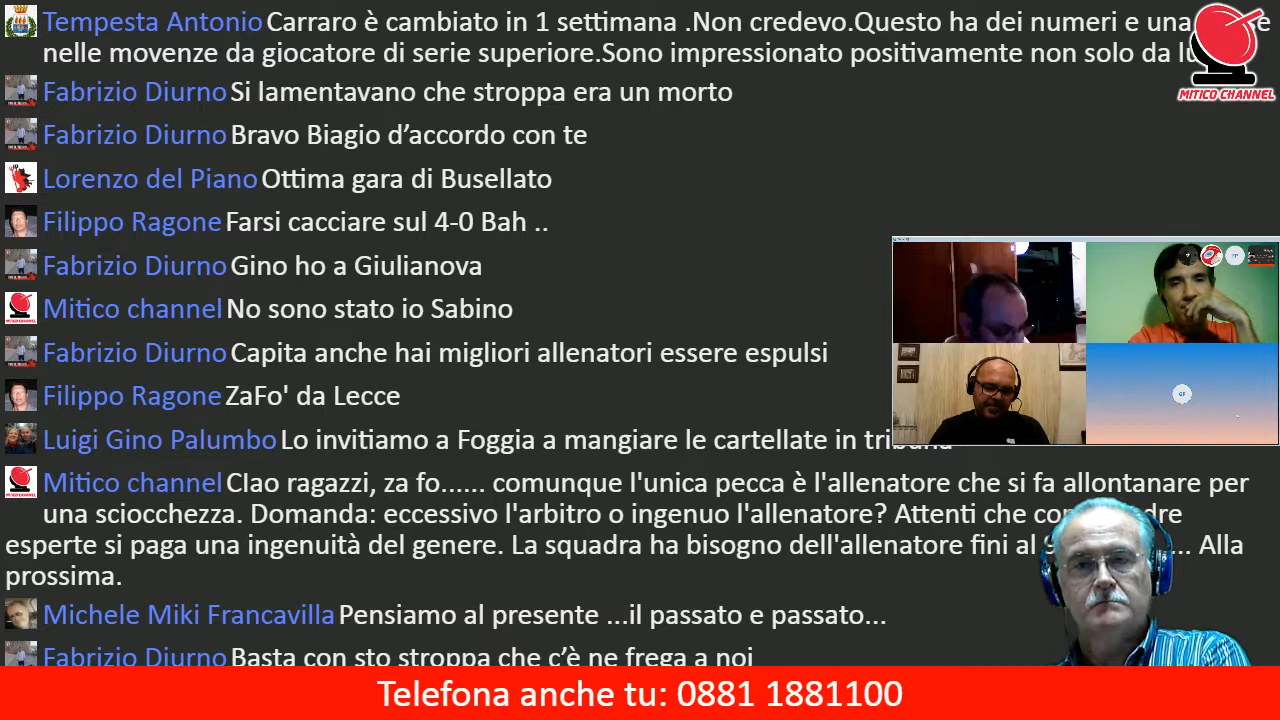 Tempesta Antonio Carraro è cambiato in 1 settimana .Non credevo.Questo ha dei numeri e una
nelle movenze da giocatore di serie superiore.Sono impressionato positivamente non solo da
MITICO CHANNEL
Fabrizio Diurno Si lamentavano che stroppa era un morto
Fabrizio Diurno Bravo Biagio d’accordo con te
Lorenzo del Piano Ottima gara di Busellato
Filippo Ragone Farsi cacciare sul 4-0 Bah ..
Fabrizio Diurno Gino ho a Giulianova
Mitico channel No sono stato io Sabino
Fabrizio Diurno Capita anche hai migliori allenatori essere espulsi
Filippo Ragone ZaFo' da Lecce
GF
Luigi Gino Palumbo Lo invitiamo a Foggia a mangiare le cartellate in
Mitico channel CIao ragazzi, za fo...... comunque l'unica pecca è l'allenatore che si fa allontanare per
una sciocchezza. Domanda: eccessivo l'arbitro o ingenuo l'allenatore? Attenti che
esperte si paga una ingenuità del genere. La squadra ha bisogno dell'allenatore fini al ... Alla
prossima.
Michele Miki Francavilla Pensiamo al presente ...il passato e passato...
Fabrizio Diurno Basta con sto stroppa che c’è ne frega a noi
Telefona anche tu: 0881 1881100